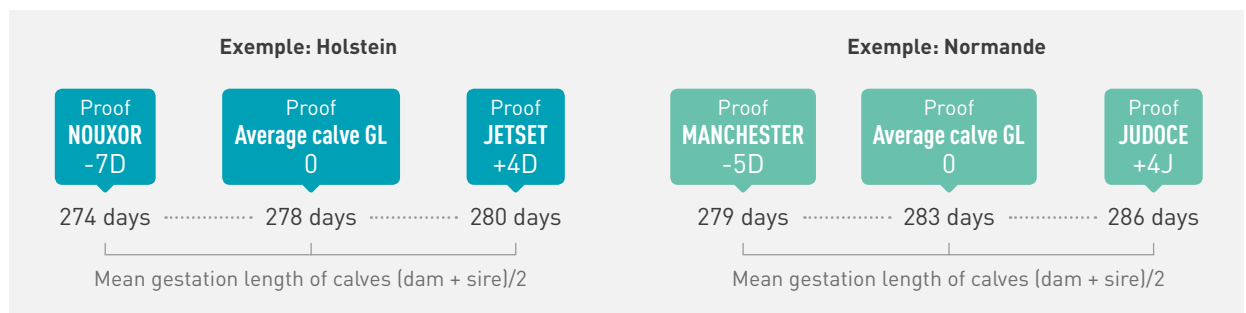 Exemple: Holstein
Proof
NOUXOR
-7D
Proof
Average calve GL
0
Proof
JETSET
+4D
274 days
278 days
280 days
Mean gestation length of calves (dam + sire)/2
Exemple: Normande
Proof
MANCHESTER
-5D
Proof
Average calve GL
0
Proof
JUDOCE
+4J
279 days
283 days
286 days
Mean gestation length of calves (dam + sire)/2